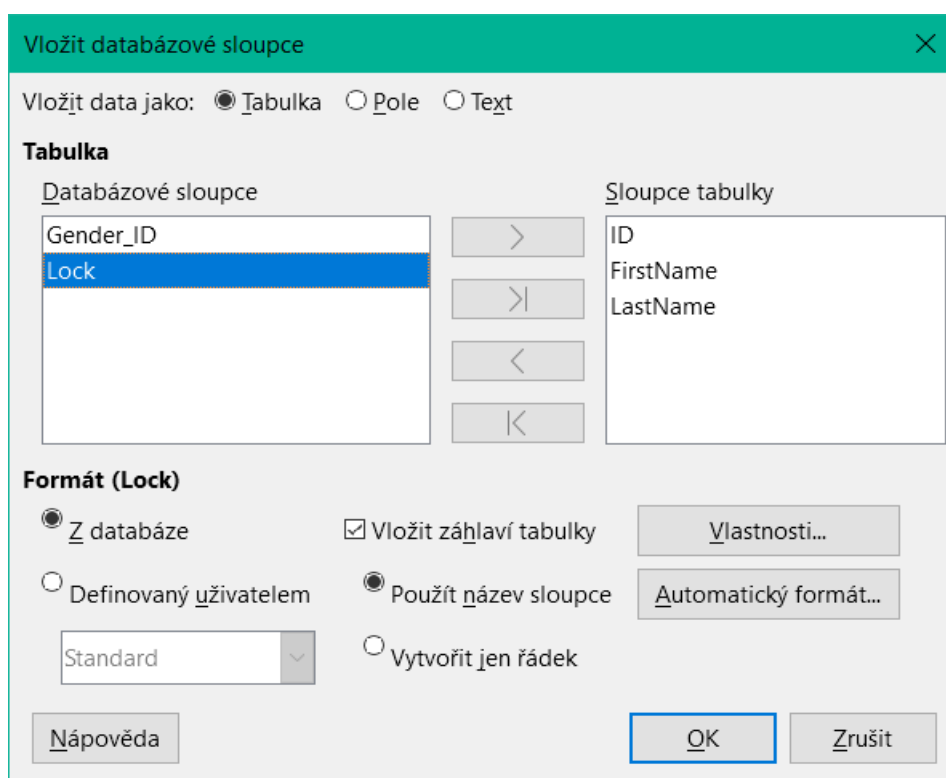 Vložit databázové sloupce
Vložit data jako: Tabulka Pole Text
Tabulka
Databázové sloupce Sloupce tabulky
Gender_ID ID
Lock FirstName
LastName
Formát (Lock)
Z databáze Vložit záhlaví tabulky Vlastnosti...
Definovaný uživatelem Použít název sloupce Automatický formát...
Standard Vytvořit jen řádek
Nápověda OK Zrušit